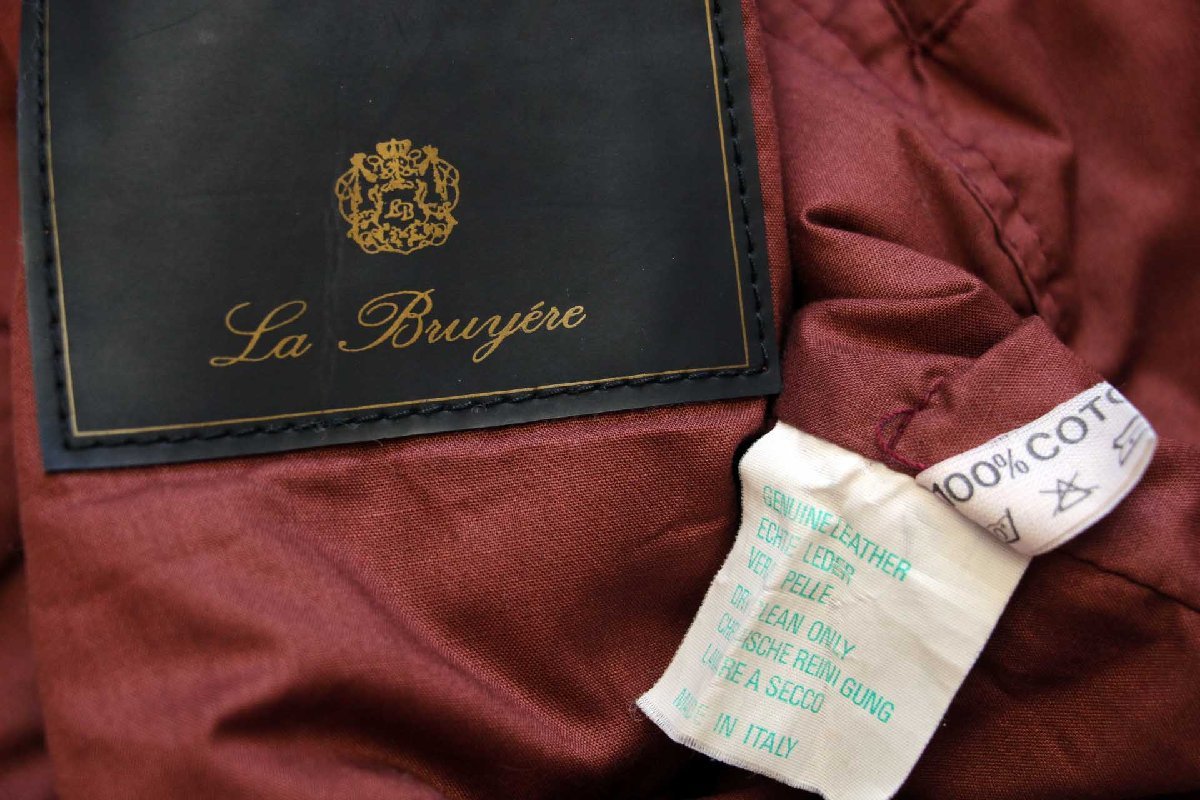 LB
La Bruyére
100% COTO
GENUINE LEATHER
ECHTE LEDER
VERA PELLE
DRY CLEAN ONLY
CHEMISCHE REINIGUNG
LAVARE A SECCO
MADE IN ITALY